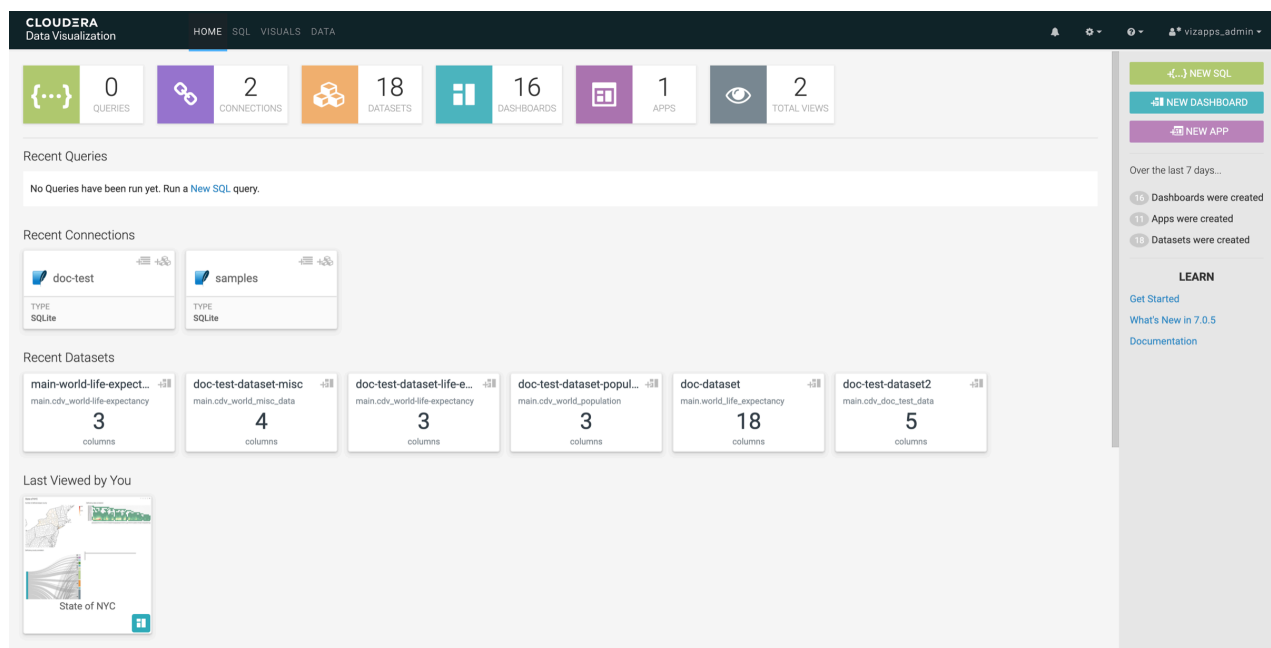 CLOUDERA
Data Visualization
HOME SQL VISUALS DATA
vizapps_admin
{...}
0
QUERIES
2
CONNECTIONS
18
DATASETS
16
DASHBOARDS
1
APPS
2
TOTAL VIEWS
+{...} NEW SQL
NEW DASHBOARD
NEW APP
Over the last 7 days...
16 Dashboards were created
11 Apps were created
18 Datasets were created
LEARN
Get Started
What's New in 7.0.5
Documentation
Recent Queries
No Queries have been run yet. Run a New SQL query.
Recent Connections
doc-test
TYPE
SQLite
samples
TYPE
SQLite
Recent Datasets
main-world-life-expect...
main.cdv_world-life-expectancy
3
columns
doc-test-dataset-misc
main.cdv_world_misc_data
4
columns
doc-test-dataset-life-e...
main.cdv_world-life-expectancy
3
columns
doc-test-dataset-popul...
main.cdv_world_population
3
columns
doc-dataset
main.world_life_expectancy
18
columns
doc-test-dataset2
main.cdv_doc_test_data
5
columns
Last Viewed by You
State of NYC